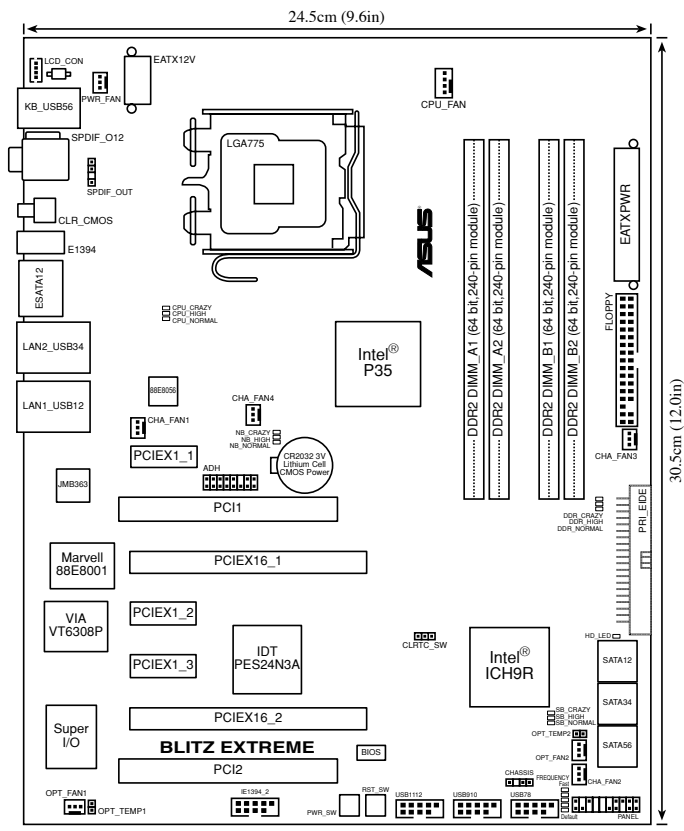 24.5cm (9.6in)
LCD_CON
PWR_FAN
EATX12V
CPU_FAN
KB_USB56
SPDIF_O12
LGA775
SPDIF_OUT
CLR_CMOS
E1394
ESATA12
ASUS
DDR2 DIMM_A1 (64 bit,240-pin module)
DDR2 DIMM_A2 (64 bit,240-pin module)
DDR2 DIMM_B1 (64 bit,240-pin module)
DDR2 DIMM_B2 (64 bit,240-pin module)
EATXPWR
FLOPPY
30.5cm (12.0in)
CPU_CRAZY
CPU_HIGH
CPU_NORMAL
LAN2_USB34
Intel®
P35
88E8056
LAN1_USB12
CHA_FAN4
CHA_FAN1
NB_CRAZY
NB_HIGH
NB_NORMAL
CHA_FAN3
PCIEX1_1
CR2032 3V
Lithium Cell
CMOS Power
ADH
JMB363
PCI1
PRI_EIDE
DDR_CRAZY
DDR_HIGH
DDR_NORMAL
Marvell
88E8001
PCIEX16_1
VIA
VT6308P
PCIEX1_2
IDT
PES24N3A
CLRTC_SW
Intel®
ICH9R
HD_LED
SATA12
PCIEX1_3
SATA34
SB_CRAZY
SB_HIGH
SB_NORMAL
Super
I/O
PCIEX16_2
OPT_TEMP2
SATA56
BLITZ EXTREME
BIOS
OPT_FAN2
PCI2
CHASSIS
FREQUENCY
Fast
CHA_FAN2
OPT_FAN1
OPT_TEMP1
IE1394_2
PWR_SW
RST_SW
USB1112
USB910
USB78
Default
PANEL